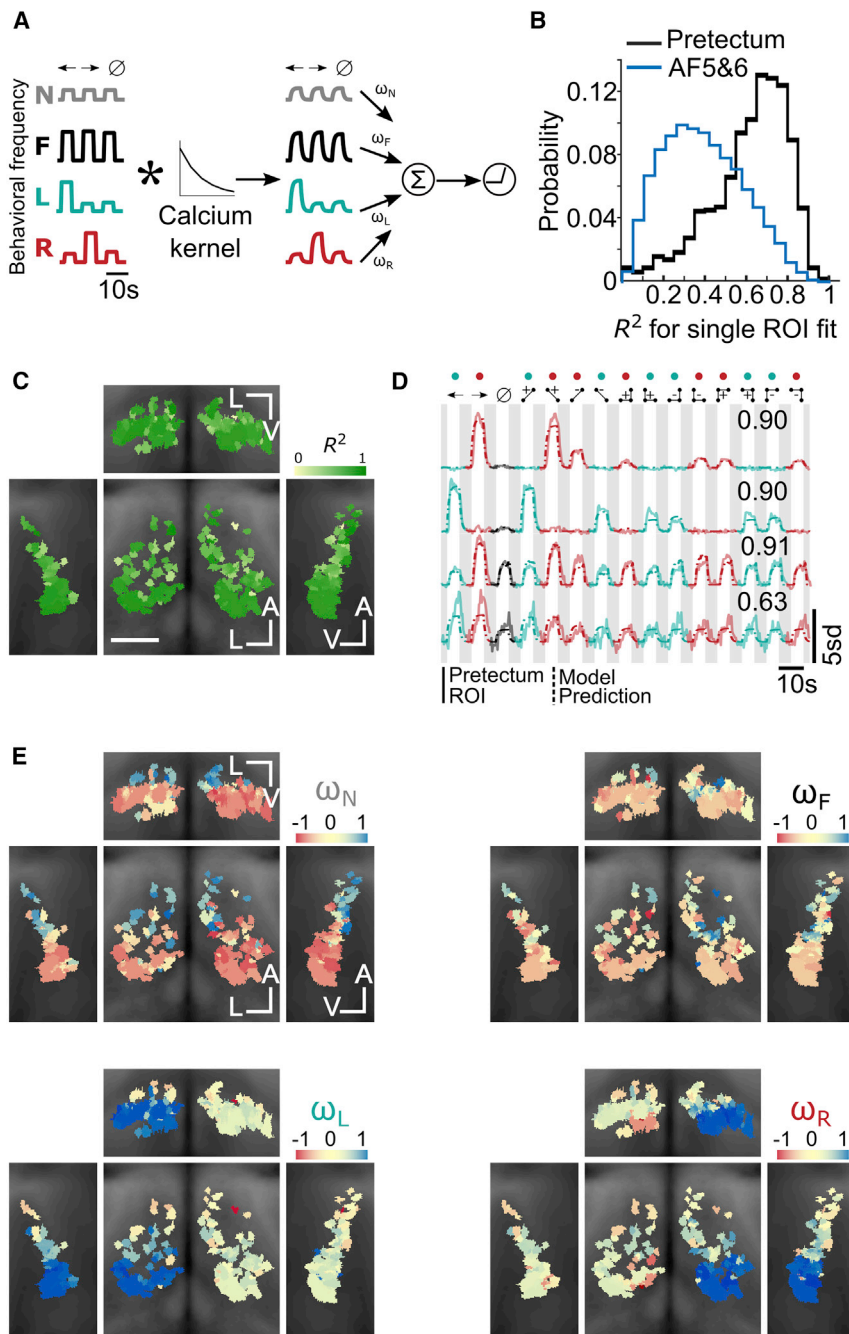 A
← → ∅
← → ∅
Behavioral frequency
N
F
L
R
10s
*
Calcium
kernel
ω_N
ω_F
ω_L
ω_R
Σ
B
Pretectum
AF5&6
Probability
0.12
0.08
0.04
0
0.2 0.4 0.6 0.8 1
R² for single ROI fit
C
L
V
R²
0 1
A
L
A
V
D
← → ∅ + + - - + + - - + + - -
0.90
0.90
0.91
0.63
5sd
10s
Pretectum
ROI
Model
Prediction
E
L
V
ω_N
-1 0 1
A
L
A
V
ω_F
-1 0 1
ω_L
-1 0 1
ω_R
-1 0 1